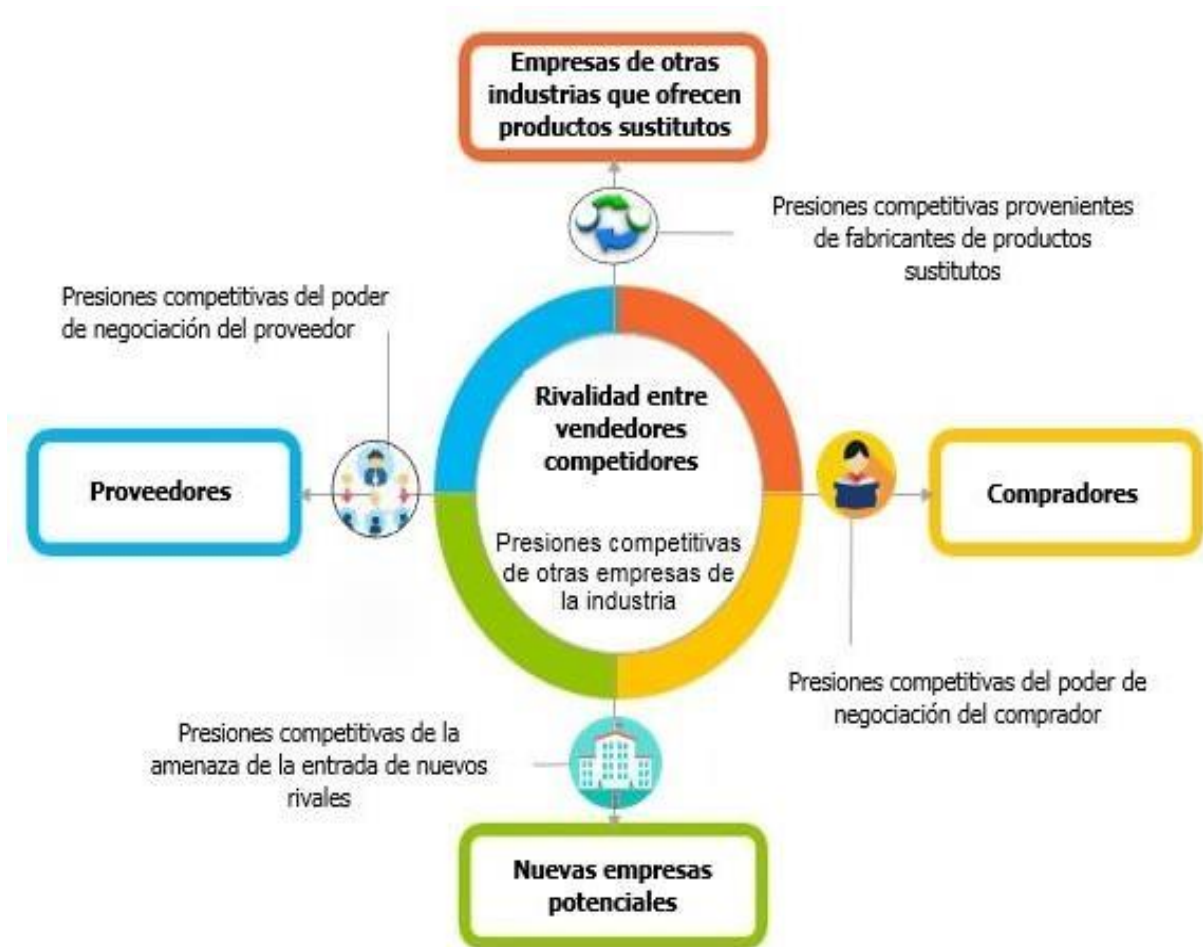 Empresas de otras
industrias que ofrecen
productos sustitutos
Presiones competitivas provenientes
de fabricantes de productos
sustitutos
Presiones competitivas del poder
de negociación del proveedor
Rivalidad entre
vendedores
competidores
Proveedores
Compradores
Presiones competitivas
de otras empresas de
la industria
Presiones competitivas del poder de
negociación del comprador
Presiones competitivas de la
amenaza de la entrada de nuevos
rivales
Nuevas empresas
potenciales